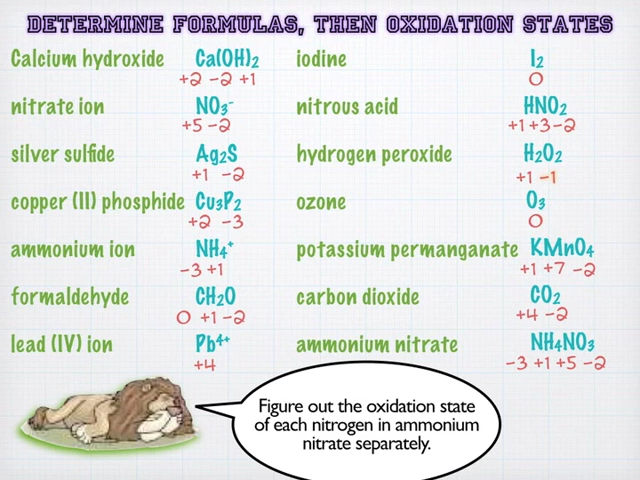 DETERMINE FORMULAS, THEN OXIDATION STATES
Calcium hydroxide Ca(OH)₂ iodine I₂
+2 -2 +1 0
nitrate ion NO₃⁻ nitrous acid HNO₂
+5 -2 +1 +3 -2
silver sulfide Ag₂S hydrogen peroxide H₂O₂
+1 -2 +1 -1
copper (II) phosphide Cu₃P₂ ozone O₃
+2 -3 0
ammonium ion NH₄⁺ potassium permanganate KMnO₄
-3 +1 +1 +7 -2
formaldehyde CH₂O carbon dioxide CO₂
0 +1 -2 +4 -2
lead (IV) ion Pb⁴⁺ ammonium nitrate NH₄NO₃
+4 -3 +1 +5 -2
Figure out the oxidation state
of each nitrogen in ammonium
nitrate separately.